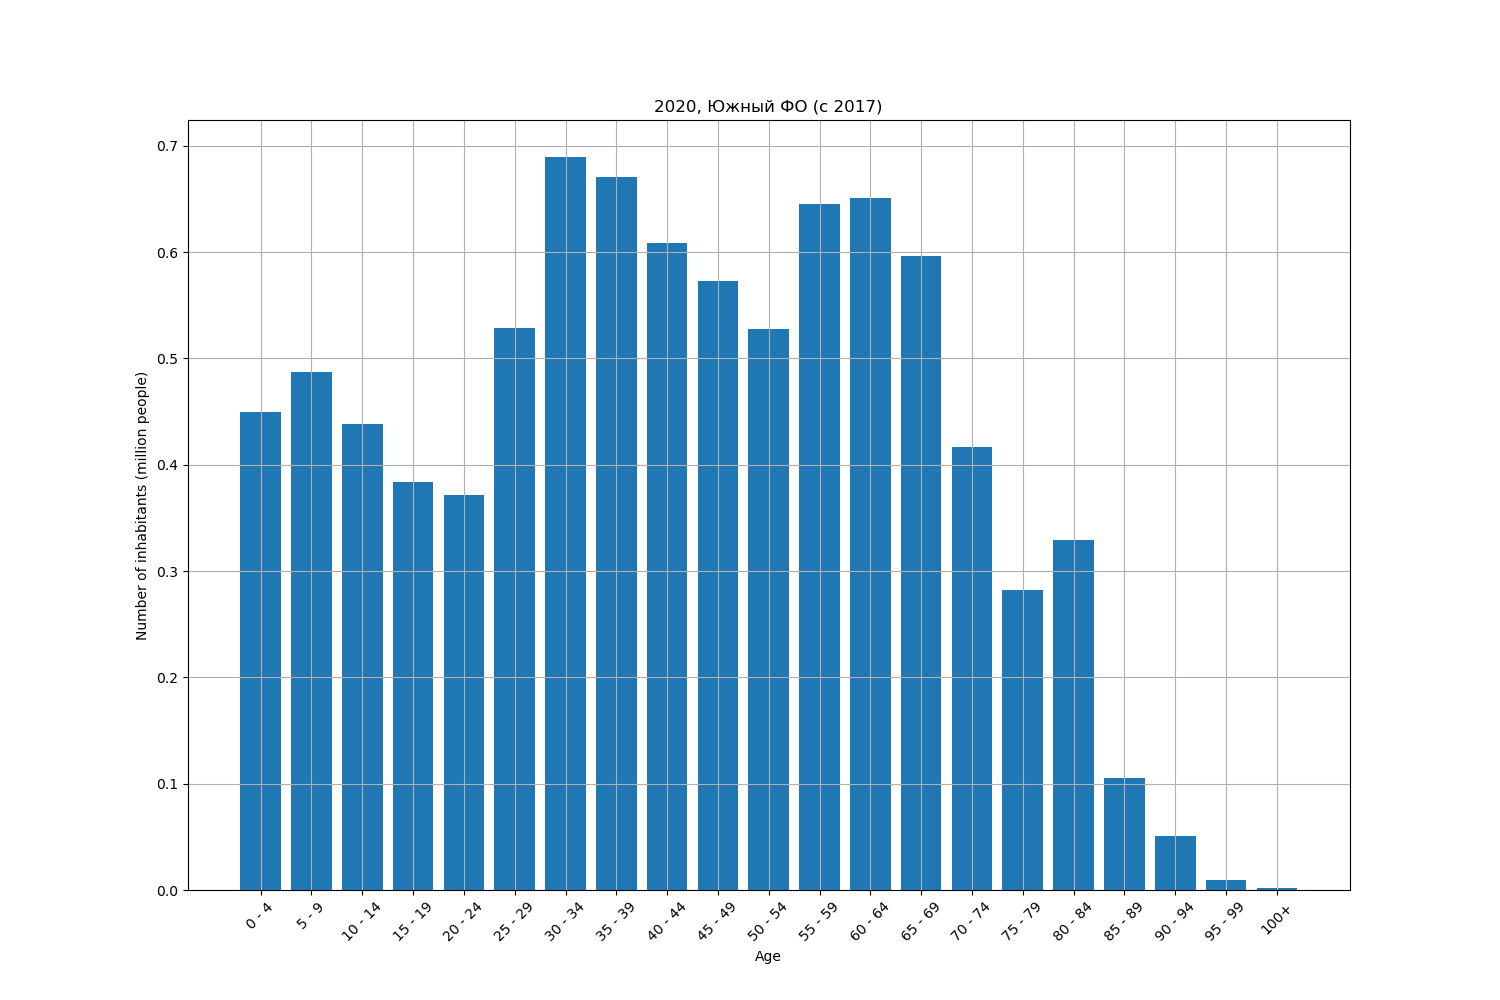 2020, Южный ФО (с 2017)
0.7
0.6
0.5
0.4
0.3
0.2
0.1
0.0
Number of inhabitants (million people)
0 - 4
5 - 9
10 - 14
15 - 19
20 - 24
25 - 29
30 - 34
35 - 39
40 - 44
45 - 49
50 - 54
55 - 59
60 - 64
65 - 69
70 - 74
75 - 79
80 - 84
85 - 89
90 - 94
95 - 99
100+
Age